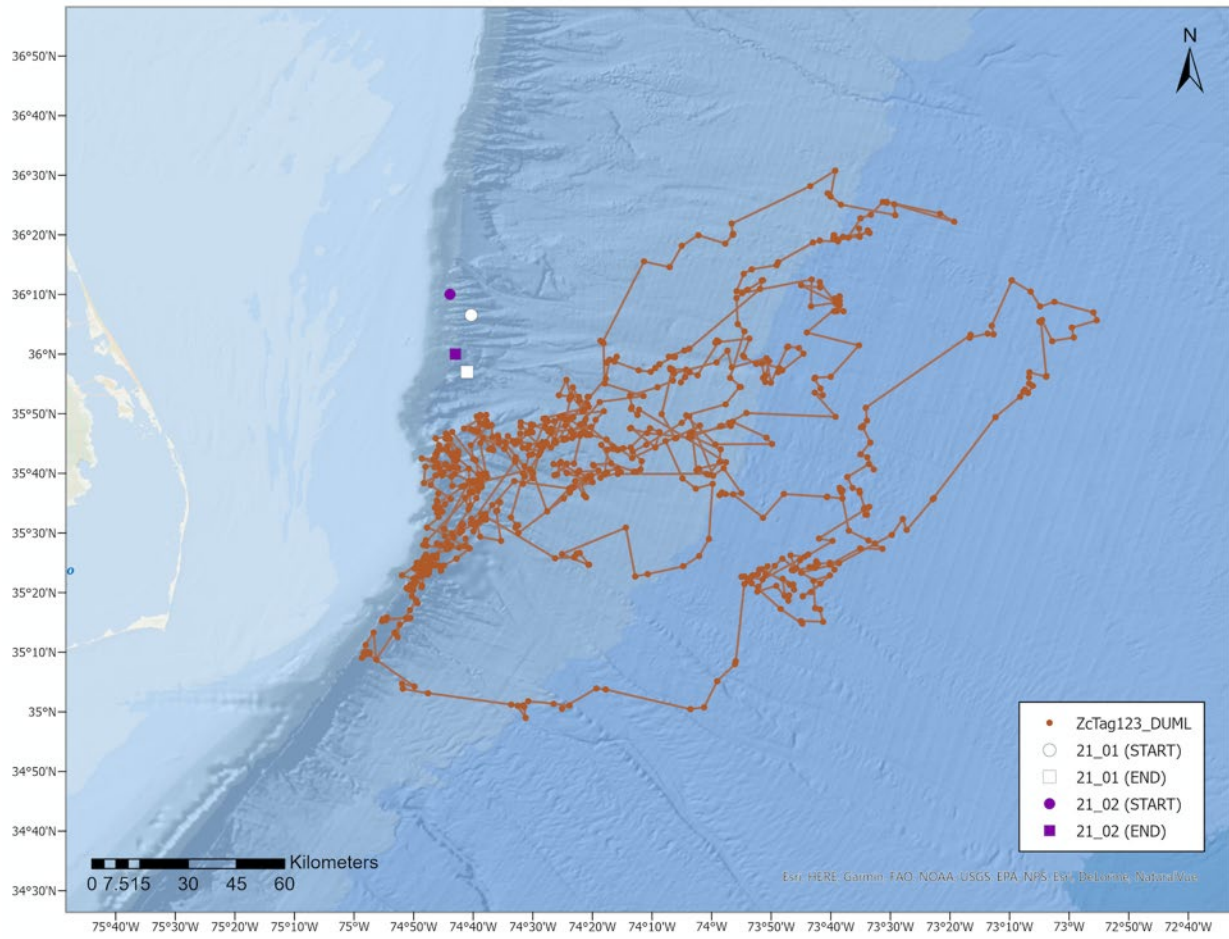 N
36°50'N
36°40'N
36°30'N
36°20'N
36°10'N
36°N
35°50'N
35°40'N
35°30'N
35°20'N
35°10'N
35°N
34°50'N
34°40'N
34°30'N
ZcTag123_DUML
21_01 (START)
21_01 (END)
21_02 (START)
21_02 (END)
Kilometers
0 7.515 30 45 60
Esri, HERE, Garmin, FAO, NOAA, USGS, EPA, NPS, Esri, DeLorme, NaturalVue
75°40'W 75°30'W 75°20'W 75°10'W 75°W 74°50'W 74°40'W 74°30'W 74°20'W 74°10'W 74°W 73°50'W 73°40'W 73°30'W 73°20'W 73°10'W 73°W 72°50'W 72°40'W